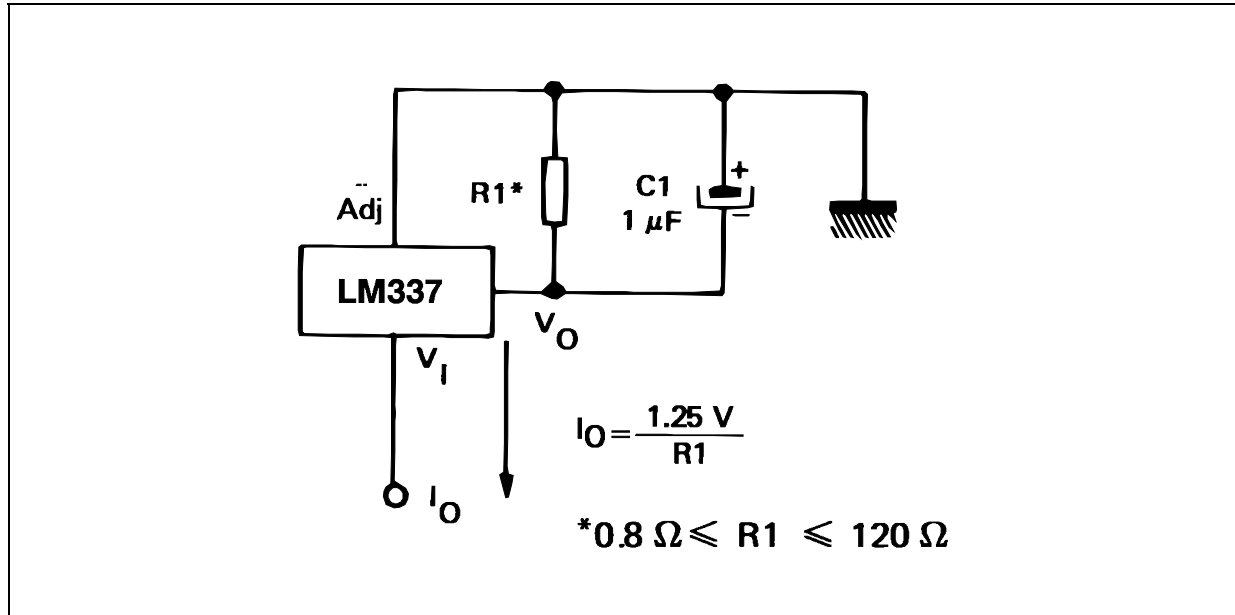 Adj
R1*
C1
1 μF
+
−
LM337
V_O
V_I
I_O = 1.25 V / R1
I_O
*0.8 Ω ⩽ R1 ⩽ 120 Ω